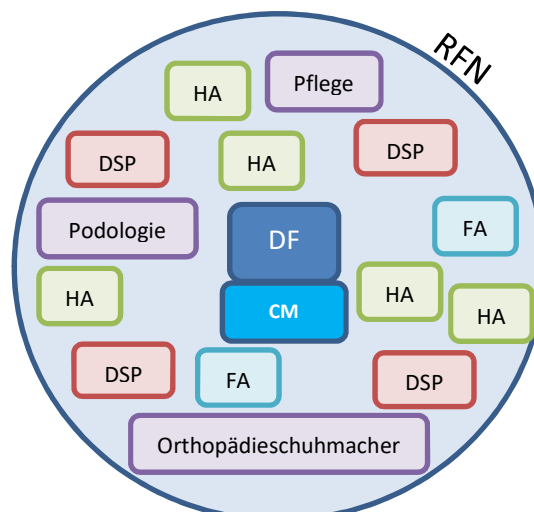 RFN
HA
Pflege
DSP
HA
DSP
Podologie
DF
FA
HA
CM
HA
HA
DSP
FA
DSP
Orthopädieschuhmacher